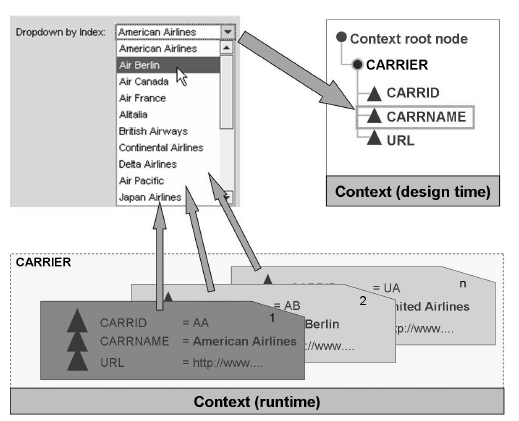 Dropdown by Index:
American Airlines
American Airlines
Air Berlin
Air Canada
Air France
Alitalia
British Airways
Continental Airlines
Delta Airlines
Air Pacific
Japan Airlines
Context root node
CARRIER
CARRID
CARRNAME
URL
Context (design time)
CARRIER
n
= UA
nited Airlines
tp://www....
2
= AB
Berlin
://www....
1
CARRID = AA
CARRNAME = American Airlines
URL = http://www....
Context (runtime)